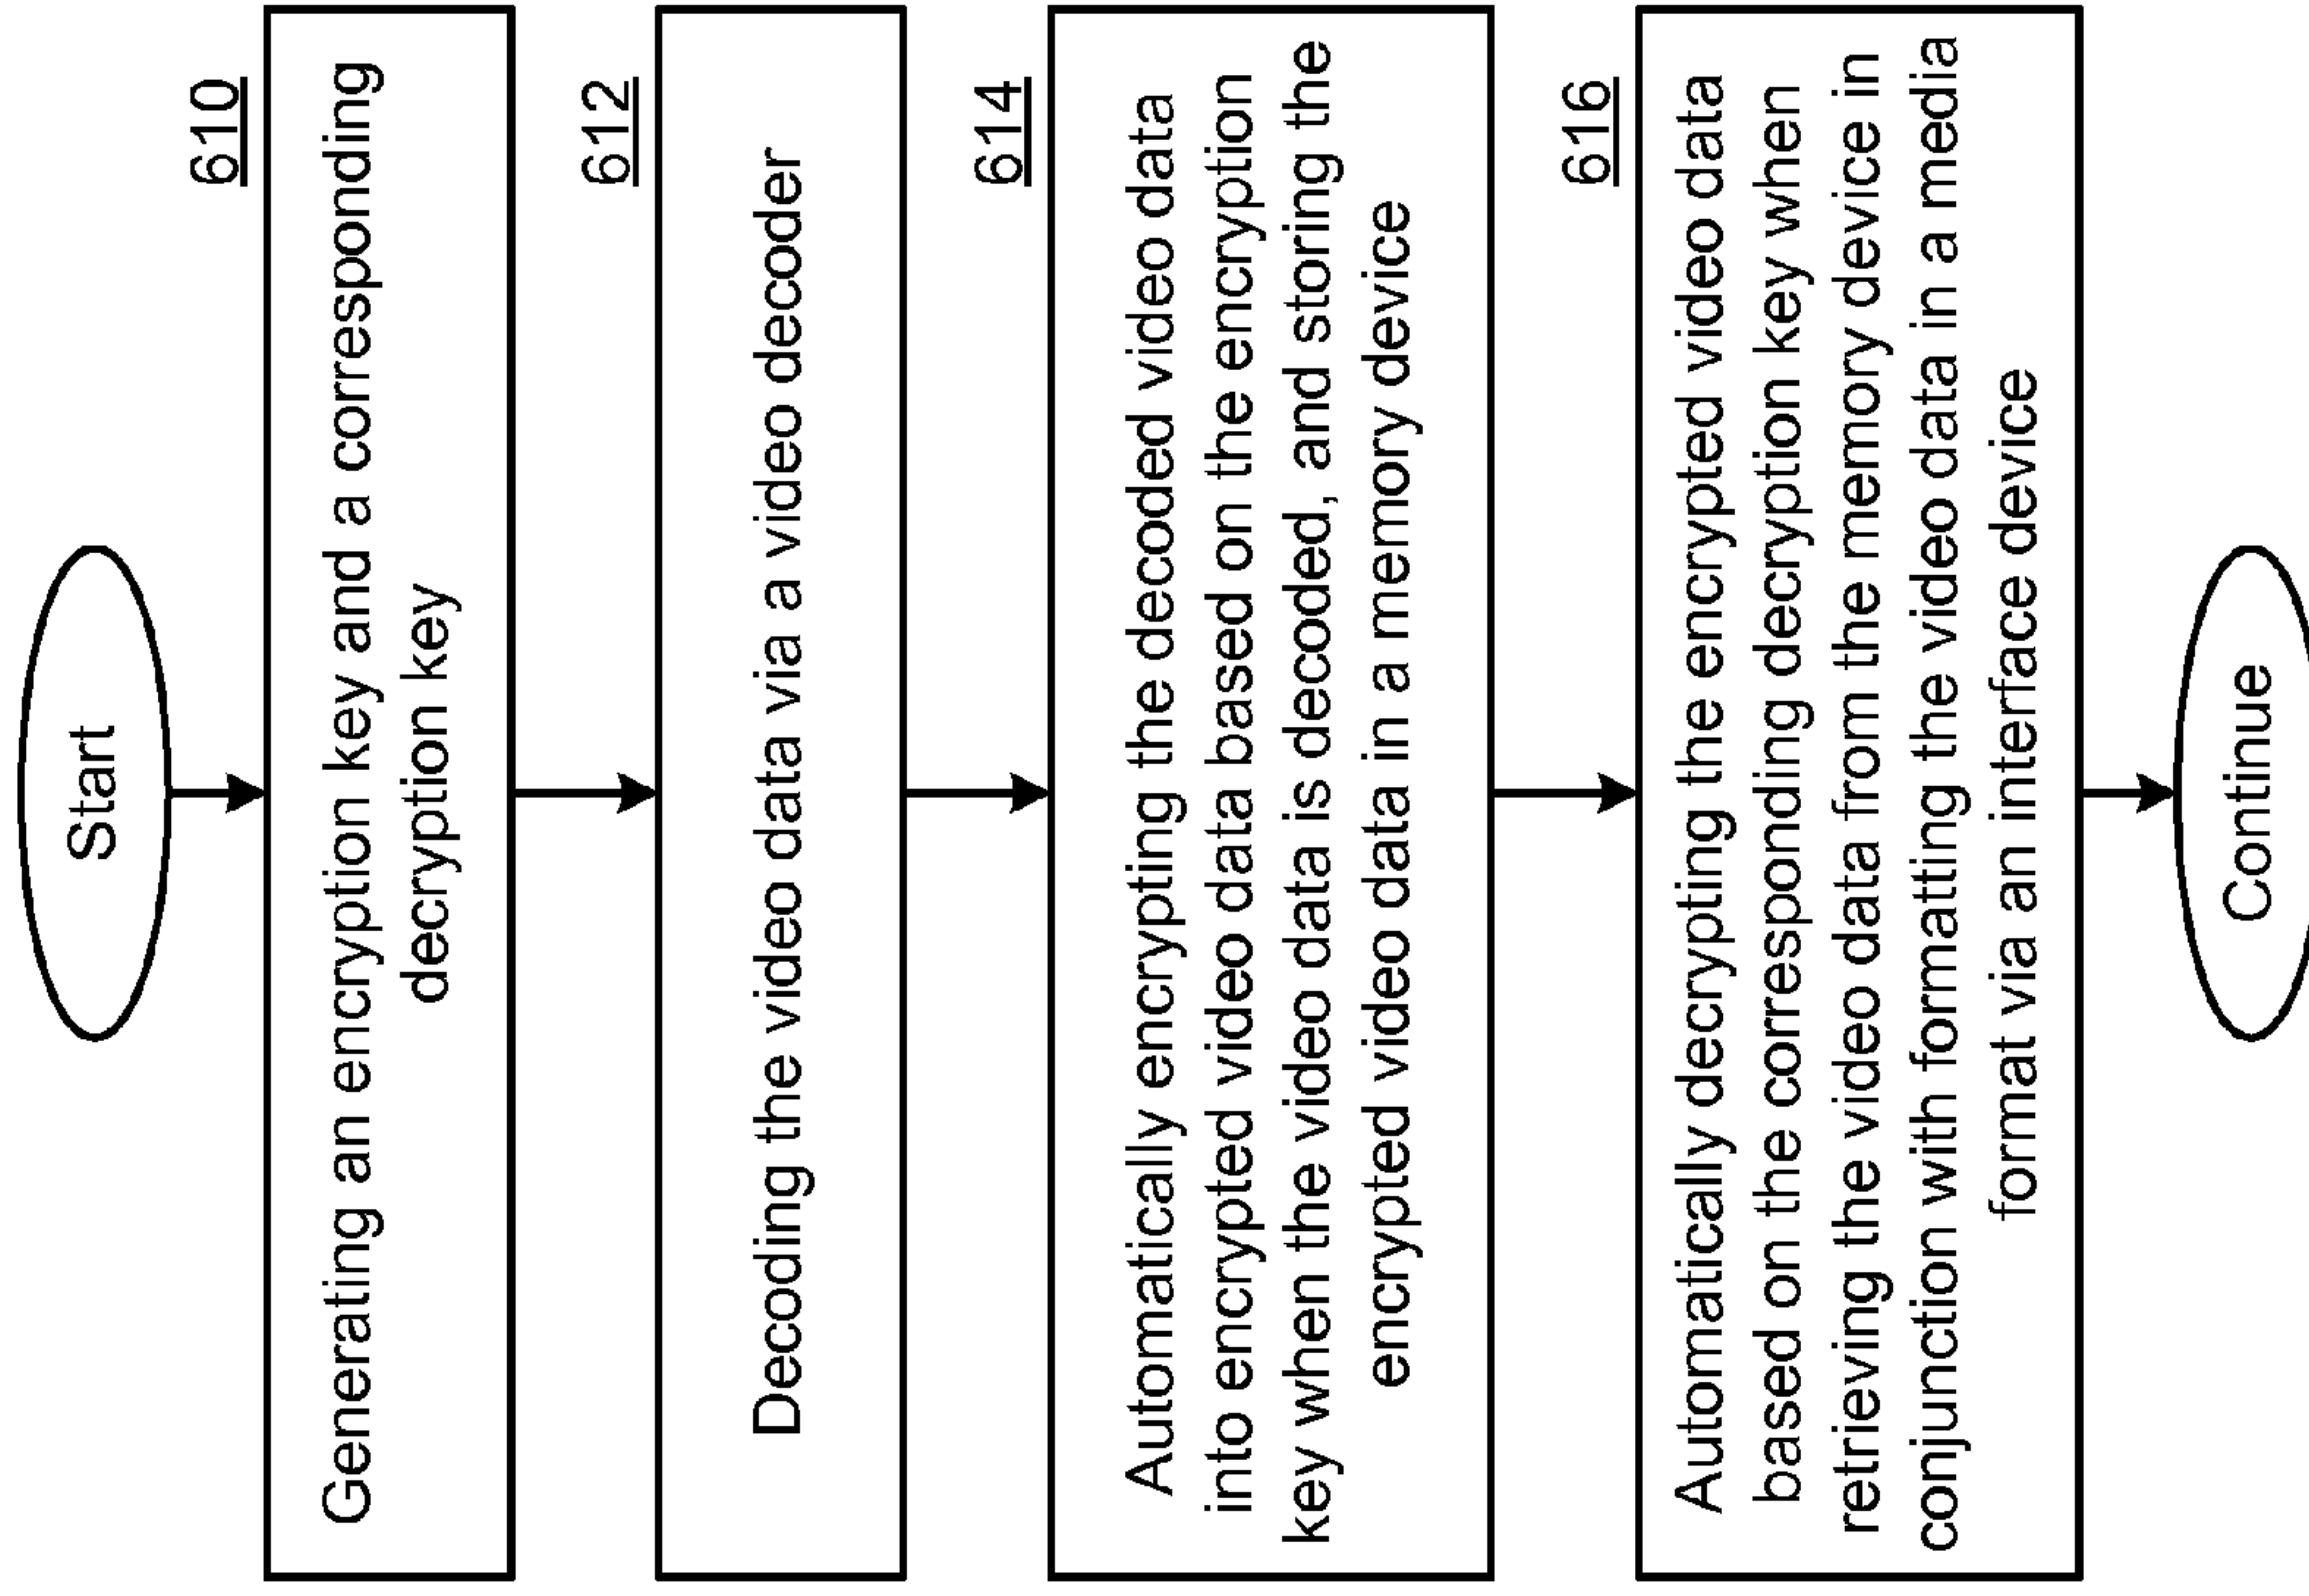 Start
610
Generating an encryption key and a corresponding
decryption key
612
Decoding the video data via a video decoder
614
Automatically encrypting the decoded video data
into encrypted video data based on the encryption
key when the video data is decoded, and storing the
encrypted video data in a memory device
616
Automatically decrypting the encrypted video data
based on the corresponding decryption key when
retrieving the video data from the memory device in
conjunction with formatting the video data in a media
format via an interface device
Continue